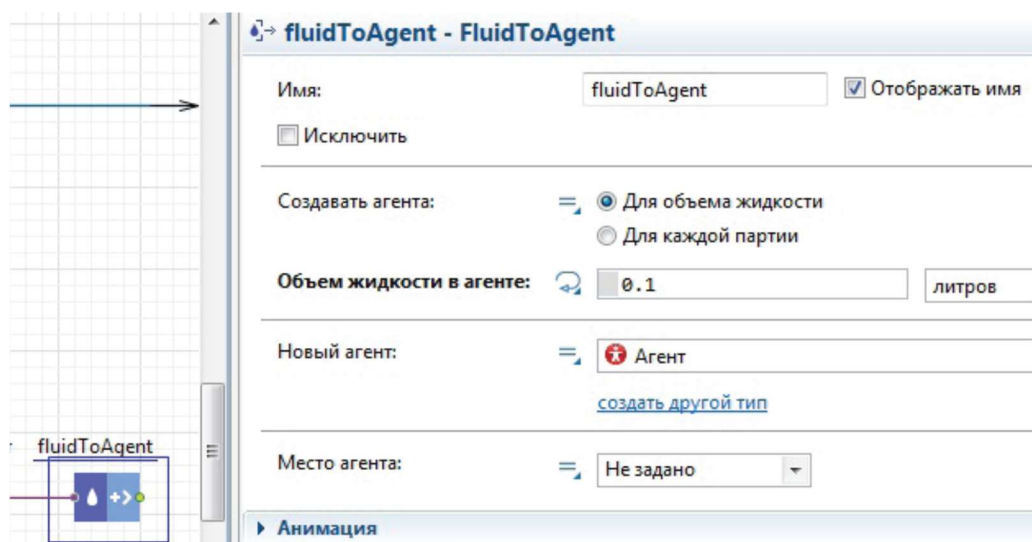 fluidToAgent - FluidToAgent
Имя:
fluidToAgent
Отображать имя
Исключить
Создавать агента:
Для объема жидкости
Для каждой партии
Объем жидкости в агенте:
0.1
литров
Новый агент:
Агент
создать другой тип
fluidToAgent
Место агента:
Не задано
Анимация